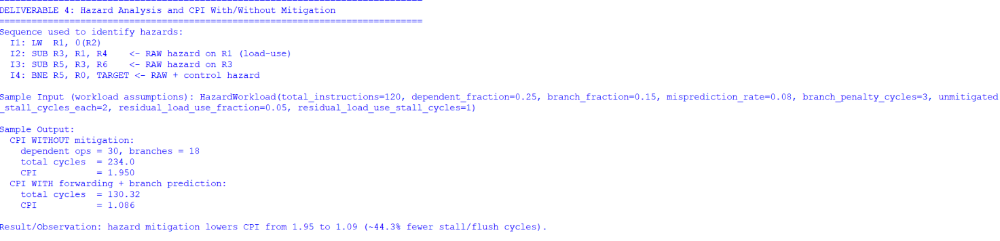 ================================================================================
DELIVERABLE 4: Hazard Analysis and CPI With/Without Mitigation
================================================================================
Sequence used to identify hazards:
  I1: LW  R1, 0(R2)
  I2: SUB R3, R1, R4    <- RAW hazard on R1 (load-use)
  I3: SUB R5, R3, R6    <- RAW hazard on R3
  I4: BNE R5, R0, TARGET <- RAW + control hazard

Sample Input (workload assumptions): HazardWorkload(total_instructions=120, dependent_fraction=0.25, branch_fraction=0.15, misprediction_rate=0.08, branch_penalty_cycles=3, unmitigated
_stall_cycles_each=2, residual_load_use_fraction=0.05, residual_load_use_stall_cycles=1)

Sample Output:
  CPI WITHOUT mitigation:
    dependent ops = 30, branches = 18
    total cycles  = 234.0
    CPI           = 1.950
  CPI WITH forwarding + branch prediction:
    total cycles  = 130.32
    CPI           = 1.086

Result/Observation: hazard mitigation lowers CPI from 1.95 to 1.09 (~44.3% fewer stall/flush cycles).